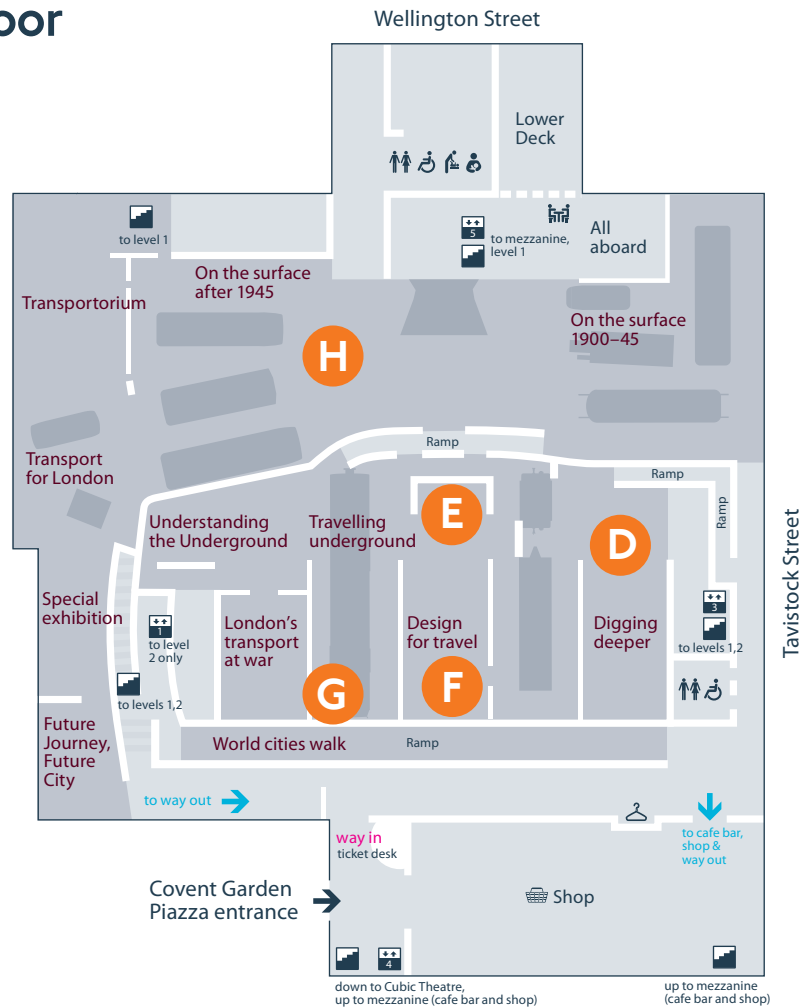 oor
Wellington Street
Lower
Deck
to level 1
5
to mezzanine,
level 1
All
aboard
On the surface
after 1945
Transportorium
On the surface
1900–45
H
Ramp
Transport
for London
Ramp
Ramp
Understanding
the Underground
Travelling
underground
E
D
Tavistock Street
Special
exhibition
1
to level
2 only
London's
transport
at war
Design
for travel
Digging
deeper
3
to levels 1,2
to levels 1,2
G
F
Future
Journey,
Future
City
World cities walk
Ramp
to way out
way in
ticket desk
to cafe bar,
shop &
way out
Covent Garden
Piazza entrance
Shop
4
down to Cubic Theatre,
up to mezzanine (cafe bar and shop)
up to mezzanine
(cafe bar and shop)